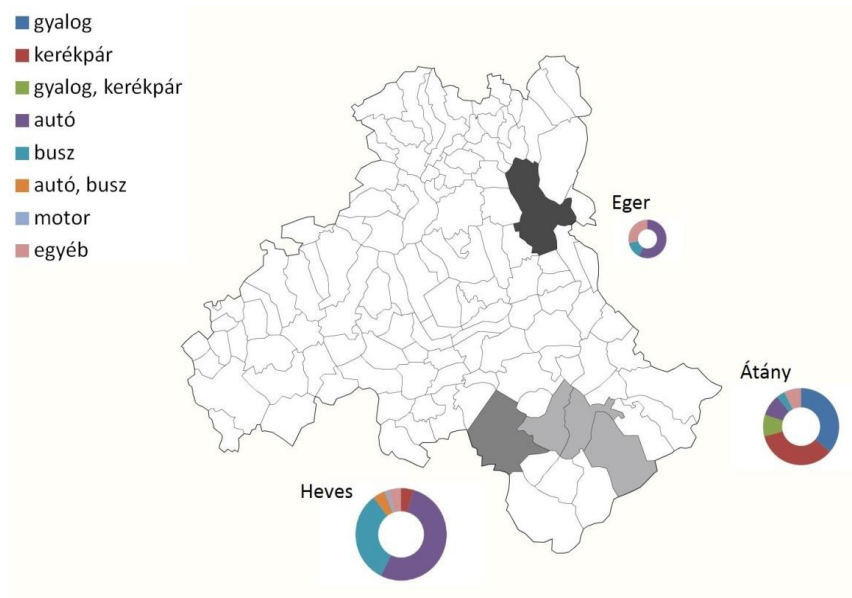 gyalog
kerékpár
gyalog, kerékpár
autó
busz
autó, busz
motor
egyéb
Eger
Átány
Heves